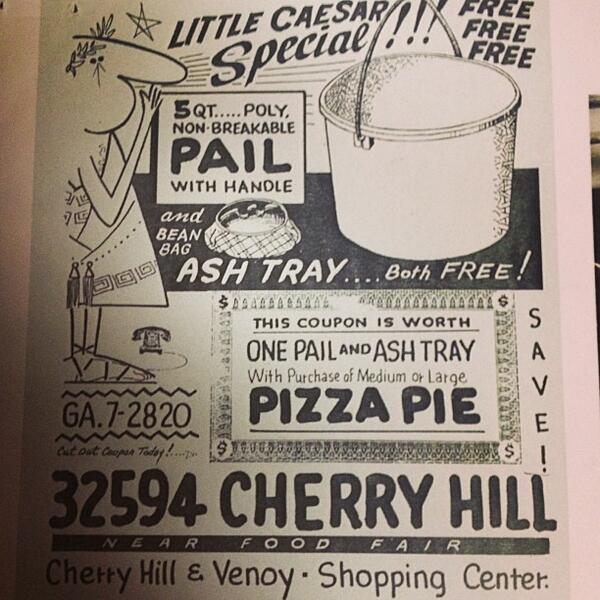 LITTLE CAESAR
Special!!!
FREE
FREE
FREE
5 QT.....POLY,
NON-BREAKABLE
PAIL
WITH HANDLE
and
BEAN
BAG
ASH TRAY.... Both FREE!
THIS COUPON IS WORTH
ONE PAIL AND ASH TRAY
With Purchase of Medium or Large
PIZZA PIE
SAVE!
GA. 7-2820
Cut Out Coupon Today!.....
32594 CHERRY HILL
NEAR FOOD FAIR
Cherry Hill & Venoy · Shopping Center.